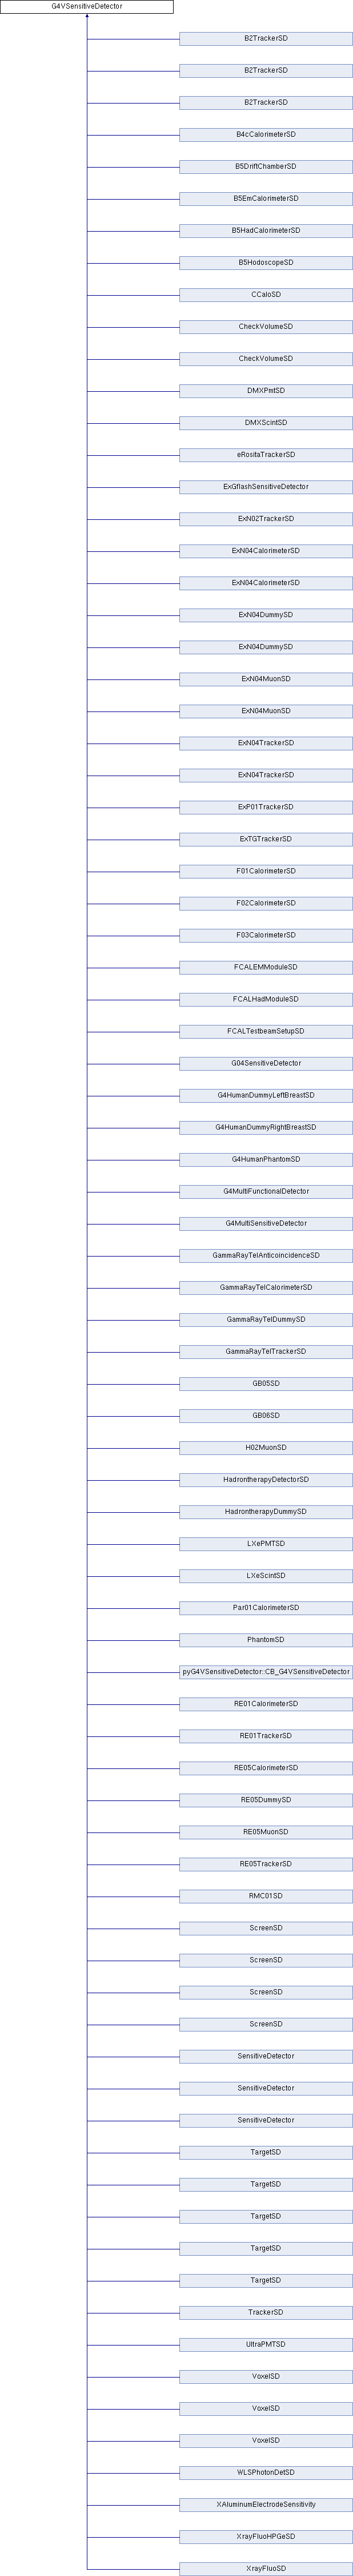 G4VSensitiveDetector
B2TrackerSD
B2TrackerSD
B2TrackerSD
B4cCalorimeterSD
B5DriftChamberSD
B5EmCalorimeterSD
B5HadCalorimeterSD
B5HodoscopeSD
CCaloSD
CheckVolumeSD
CheckVolumeSD
DMXPmtSD
DMXScintSD
eRositaTrackerSD
ExGflashSensitiveDetector
ExN02TrackerSD
ExN04CalorimeterSD
ExN04CalorimeterSD
ExN04DummySD
ExN04DummySD
ExN04MuonSD
ExN04MuonSD
ExN04TrackerSD
ExN04TrackerSD
ExP01TrackerSD
ExTGTrackerSD
F01CalorimeterSD
F02CalorimeterSD
F03CalorimeterSD
FCALEMModuleSD
FCALHadModuleSD
FCALTestbeamSetupSD
G04SensitiveDetector
G4HumanDummyLeftBreastSD
G4HumanDummyRightBreastSD
G4HumanPhantomSD
G4MultiFunctionalDetector
G4MultiSensitiveDetector
GammaRayTelAnticoincidenceSD
GammaRayTelCalorimeterSD
GammaRayTelDummySD
GammaRayTelTrackerSD
GB05SD
GB06SD
H02MuonSD
HadrontherapyDetectorSD
HadrontherapyDummySD
LXePMTSD
LXeScintSD
Par01CalorimeterSD
PhantomSD
pyG4VSensitiveDetector::CB_G4VSensitiveDetector
RE01CalorimeterSD
RE01TrackerSD
RE05CalorimeterSD
RE05DummySD
RE05MuonSD
RE05TrackerSD
RMC01SD
ScreenSD
ScreenSD
ScreenSD
ScreenSD
SensitiveDetector
SensitiveDetector
SensitiveDetector
TargetSD
TargetSD
TargetSD
TargetSD
TargetSD
TrackerSD
UltraPMTSD
VoxelSD
VoxelSD
VoxelSD
WLSPhotonDetSD
XAluminumElectrodeSensitivity
XrayFluoHPGeSD
XrayFluoSD